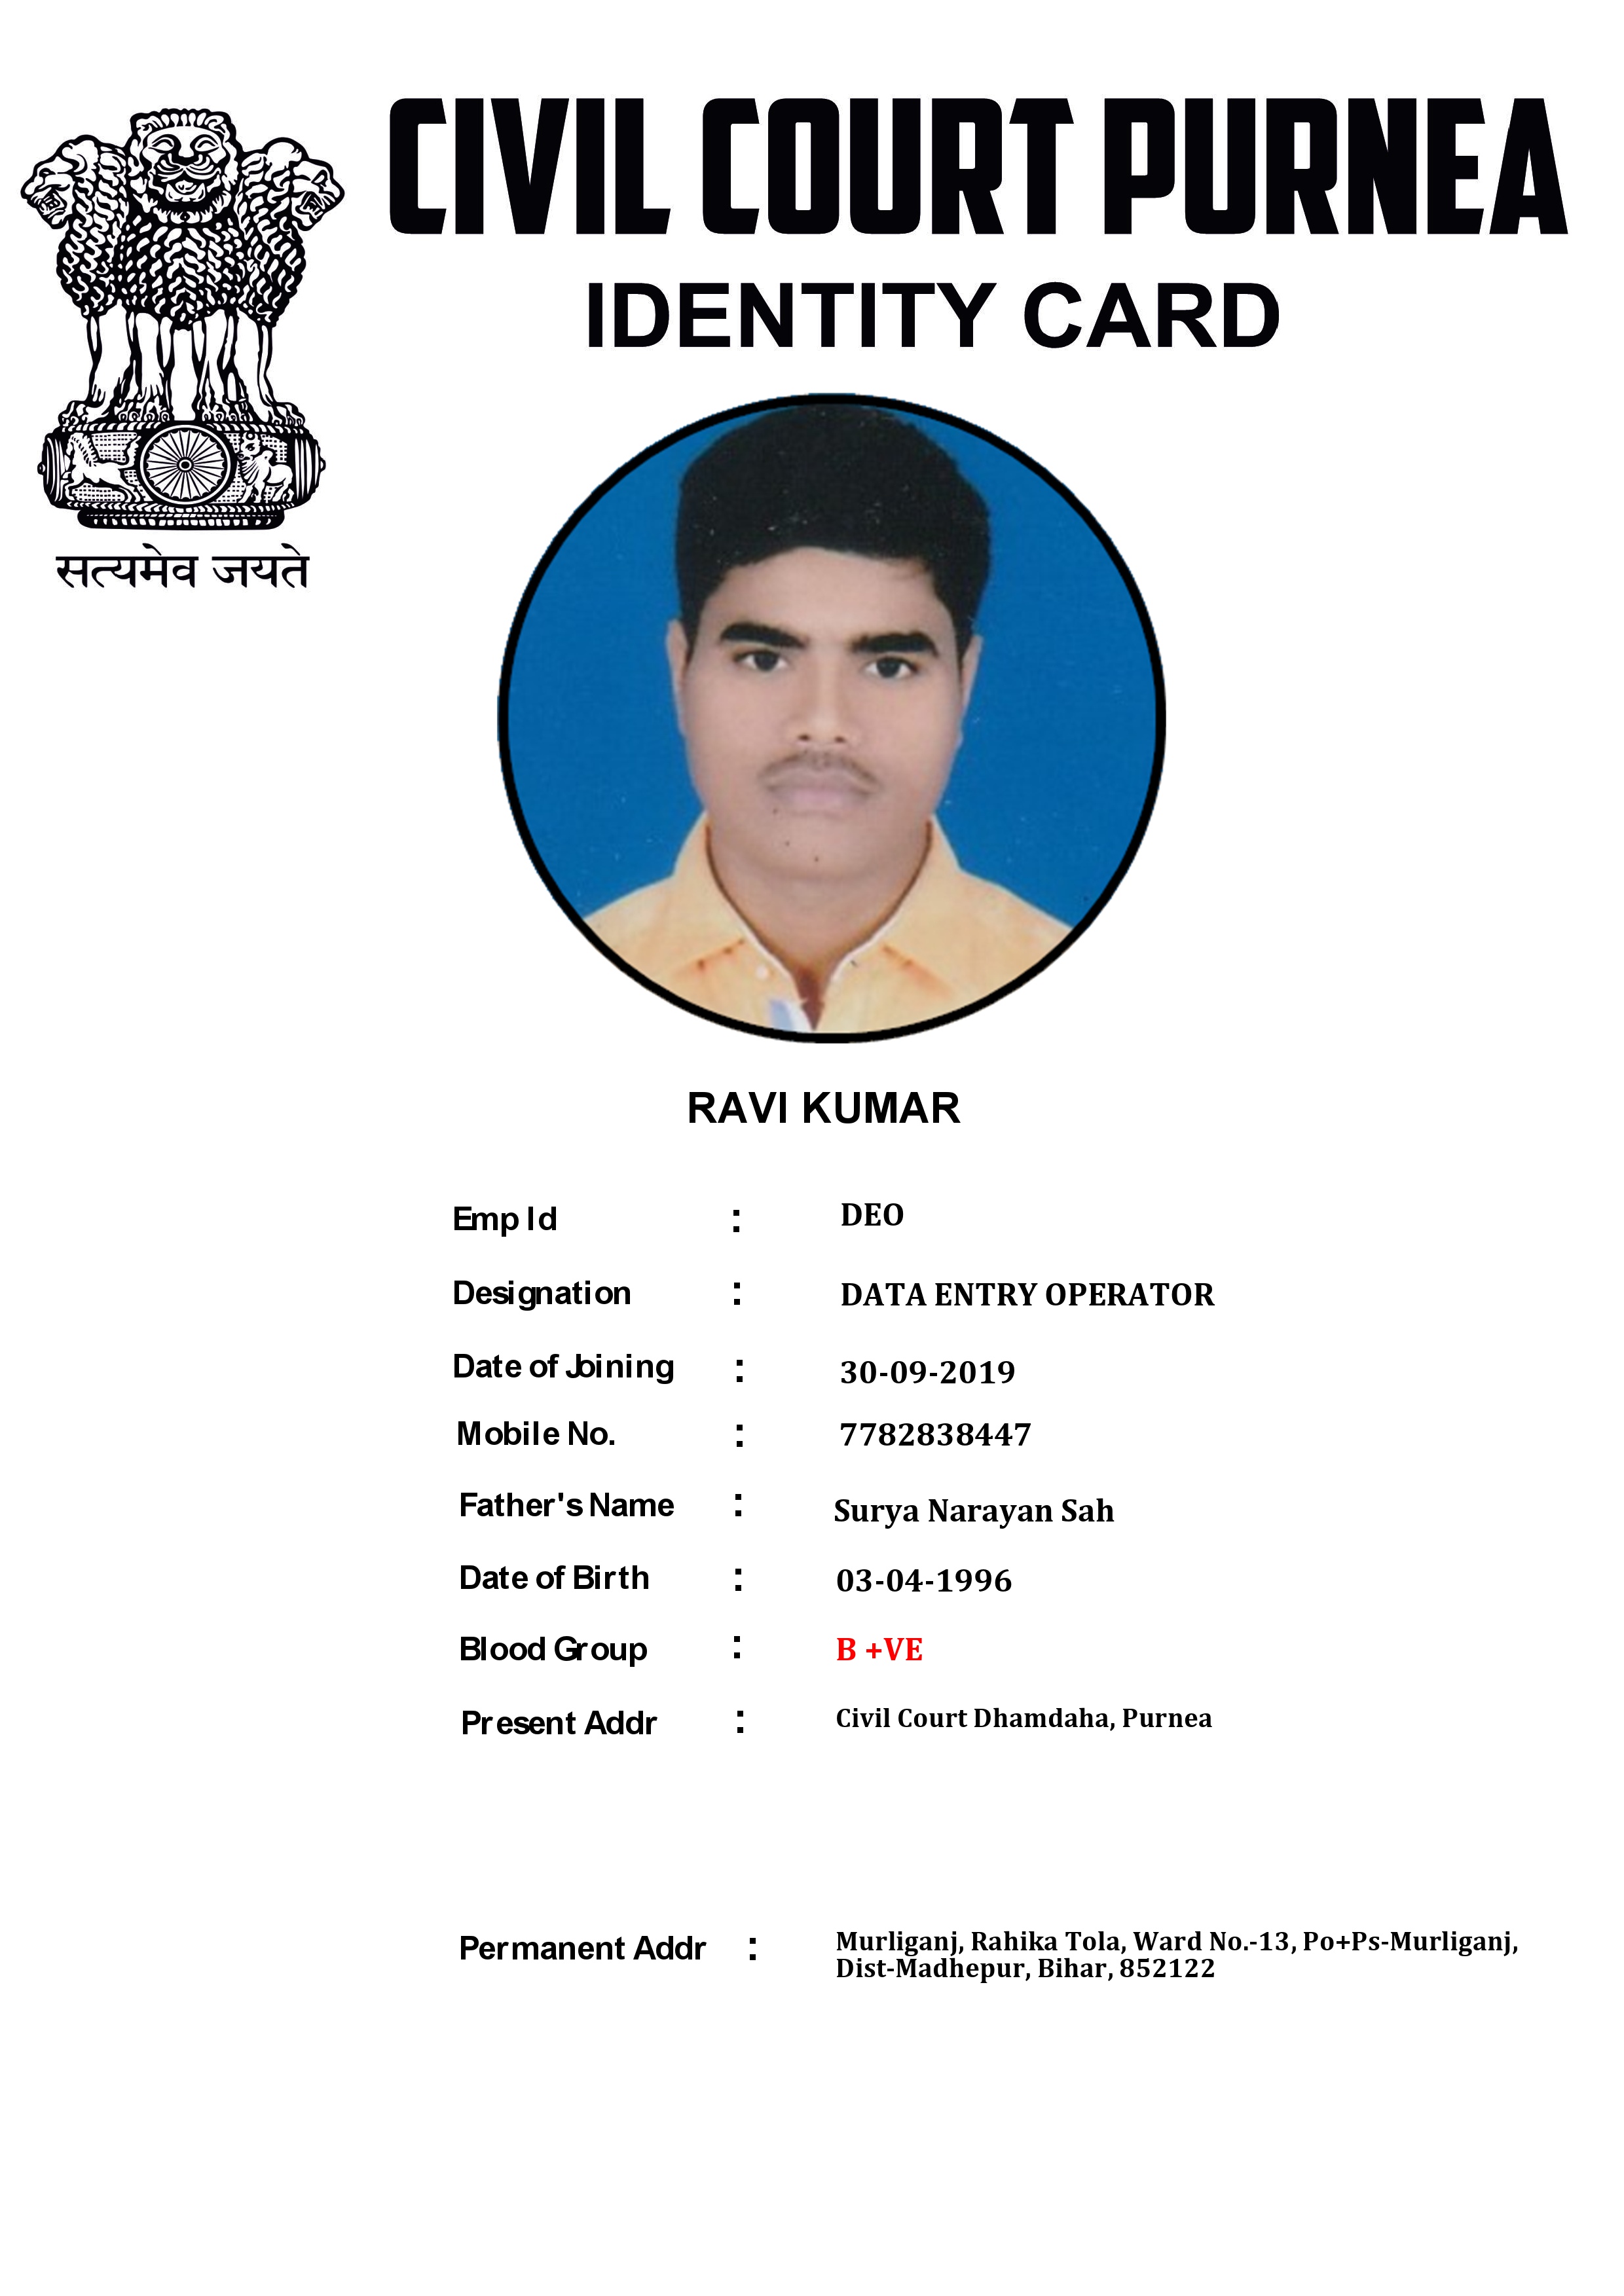 CIVIL COURT PURNEA
IDENTITY CARD
सत्यमेव जयते
RAVI KUMAR
Emp Id : DEO
Designation : DATA ENTRY OPERATOR
Date of Joining : 30-09-2019
Mobile No. : 7782838447
Father's Name : Surya Narayan Sah
Date of Birth : 03-04-1996
Blood Group : B +VE
Present Addr : Civil Court Dhamdaha, Purnea
Permanent Addr : Murliganj, Rahika Tola, Ward No.-13, Po+Ps-Murliganj,
Dist-Madhepur, Bihar, 852122